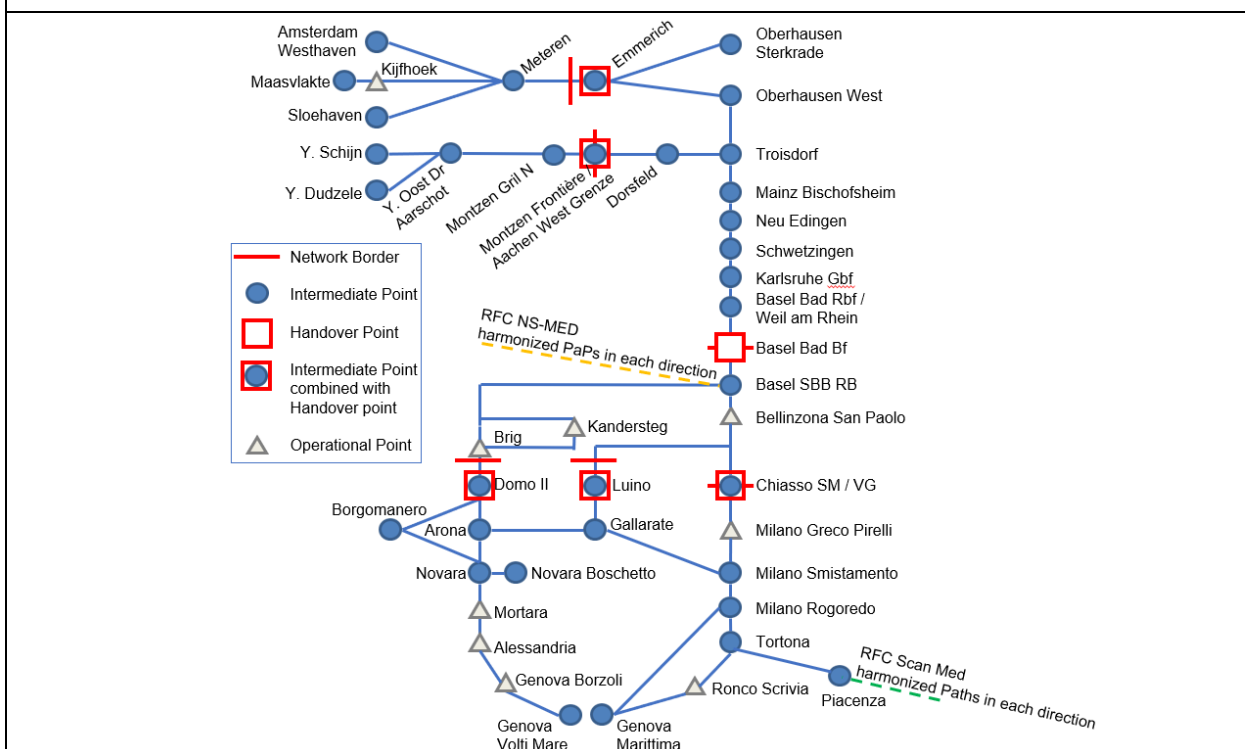 Amsterdam
Westhaven
Kijfhoek
Maasvlakte
Sloehaven
Meteren
Emmerich
Oberhausen
Sterkrade
Oberhausen West
Y. Schijn
Y. Dudzele
Y. Oost Dr
Aarschot
Montzen Gril N
Montzen Frontière /
Aachen West Grenze
Dorsfeld
Troisdorf
Mainz Bischofsheim
Neu Edingen
Schwetzingen
Karlsruhe Gbf
Basel Bad Rbf /
Weil am Rhein
Basel Bad Bf
Network Border
Intermediate Point
Handover Point
Intermediate Point
combined with
Handover point
Operational Point
RFC NS-MED
harmonized PaPs in each direction
Basel SBB RB
Bellinzona San Paolo
Kandersteg
Brig
Domo II
Luino
Chiasso SM / VG
Borgomanero
Arona
Gallarate
Milano Greco Pirelli
Novara
Novara Boschetto
Milano Smistamento
Mortara
Milano Rogoredo
Alessandria
Tortona
Genova Borzoli
Ronco Scrivia
Piacenza
RFC Scan Med
harmonized Paths in each direction
Genova
Volti Mare
Genova
Marittima